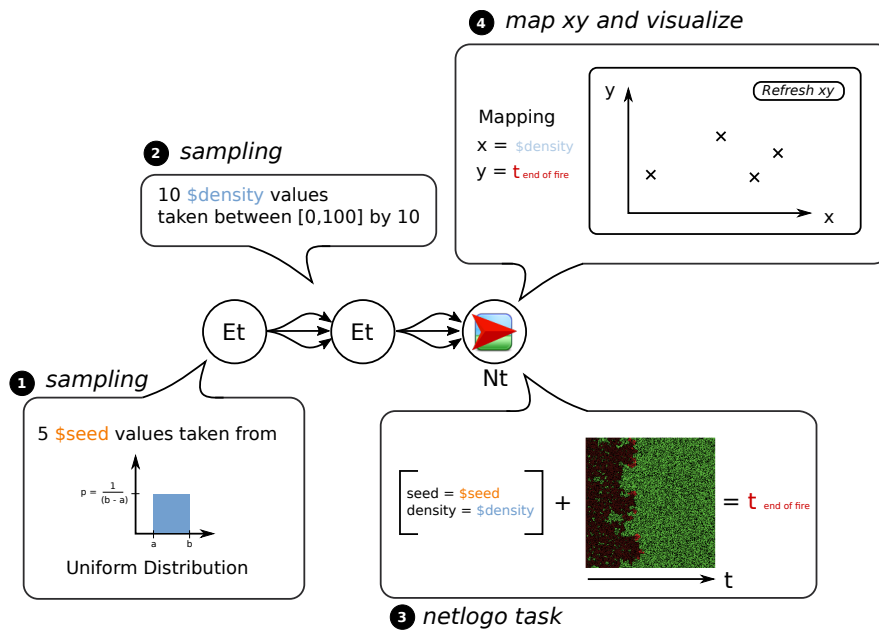 4 map xy and visualize
Refresh xy
y
Mapping
x = $density
y = t end of fire
x
2 sampling
10 $density values
taken between [0,100] by 10
Et
Et
Nt
1 sampling
5 $seed values taken from
p = 1
(b - a)
a b
Uniform Distribution
seed = $seed
density = $density
+
= t end of fire
t
3 netlogo task